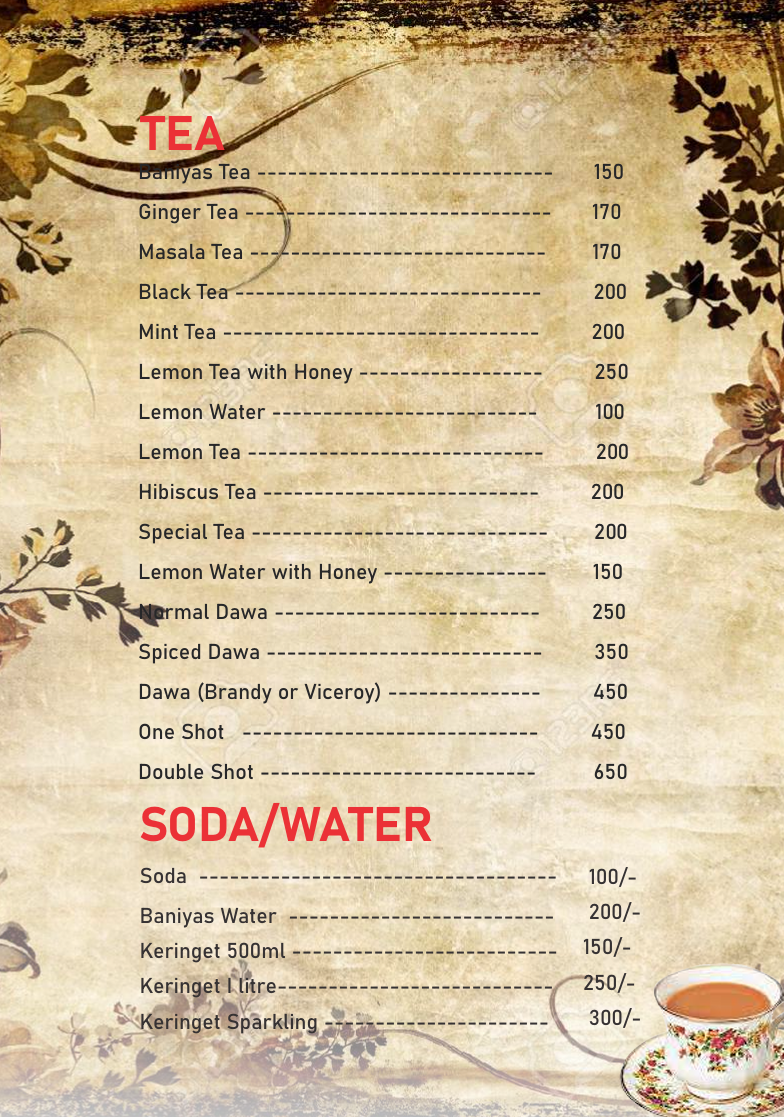 TEA
Baniyas Tea ----------------------------- 150
Ginger Tea ------------------------------ 170
Masala Tea ----------------------------- 170
Black Tea ------------------------------ 200
Mint Tea ------------------------------- 200
Lemon Tea with Honey ------------------ 250
Lemon Water -------------------------- 100
Lemon Tea ----------------------------- 200
Hibiscus Tea --------------------------- 200
Special Tea ----------------------------- 200
Lemon Water with Honey ---------------- 150
Normal Dawa -------------------------- 250
Spiced Dawa --------------------------- 350
Dawa (Brandy or Viceroy) --------------- 450
One Shot ----------------------------- 450
Double Shot --------------------------- 650
SODA/WATER
Soda ----------------------------------- 100/-
Baniyas Water -------------------------- 200/-
Keringet 500ml -------------------------- 150/-
Keringet I litre--------------------------- 250/-
Keringet Sparkling ---------------------- 300/-